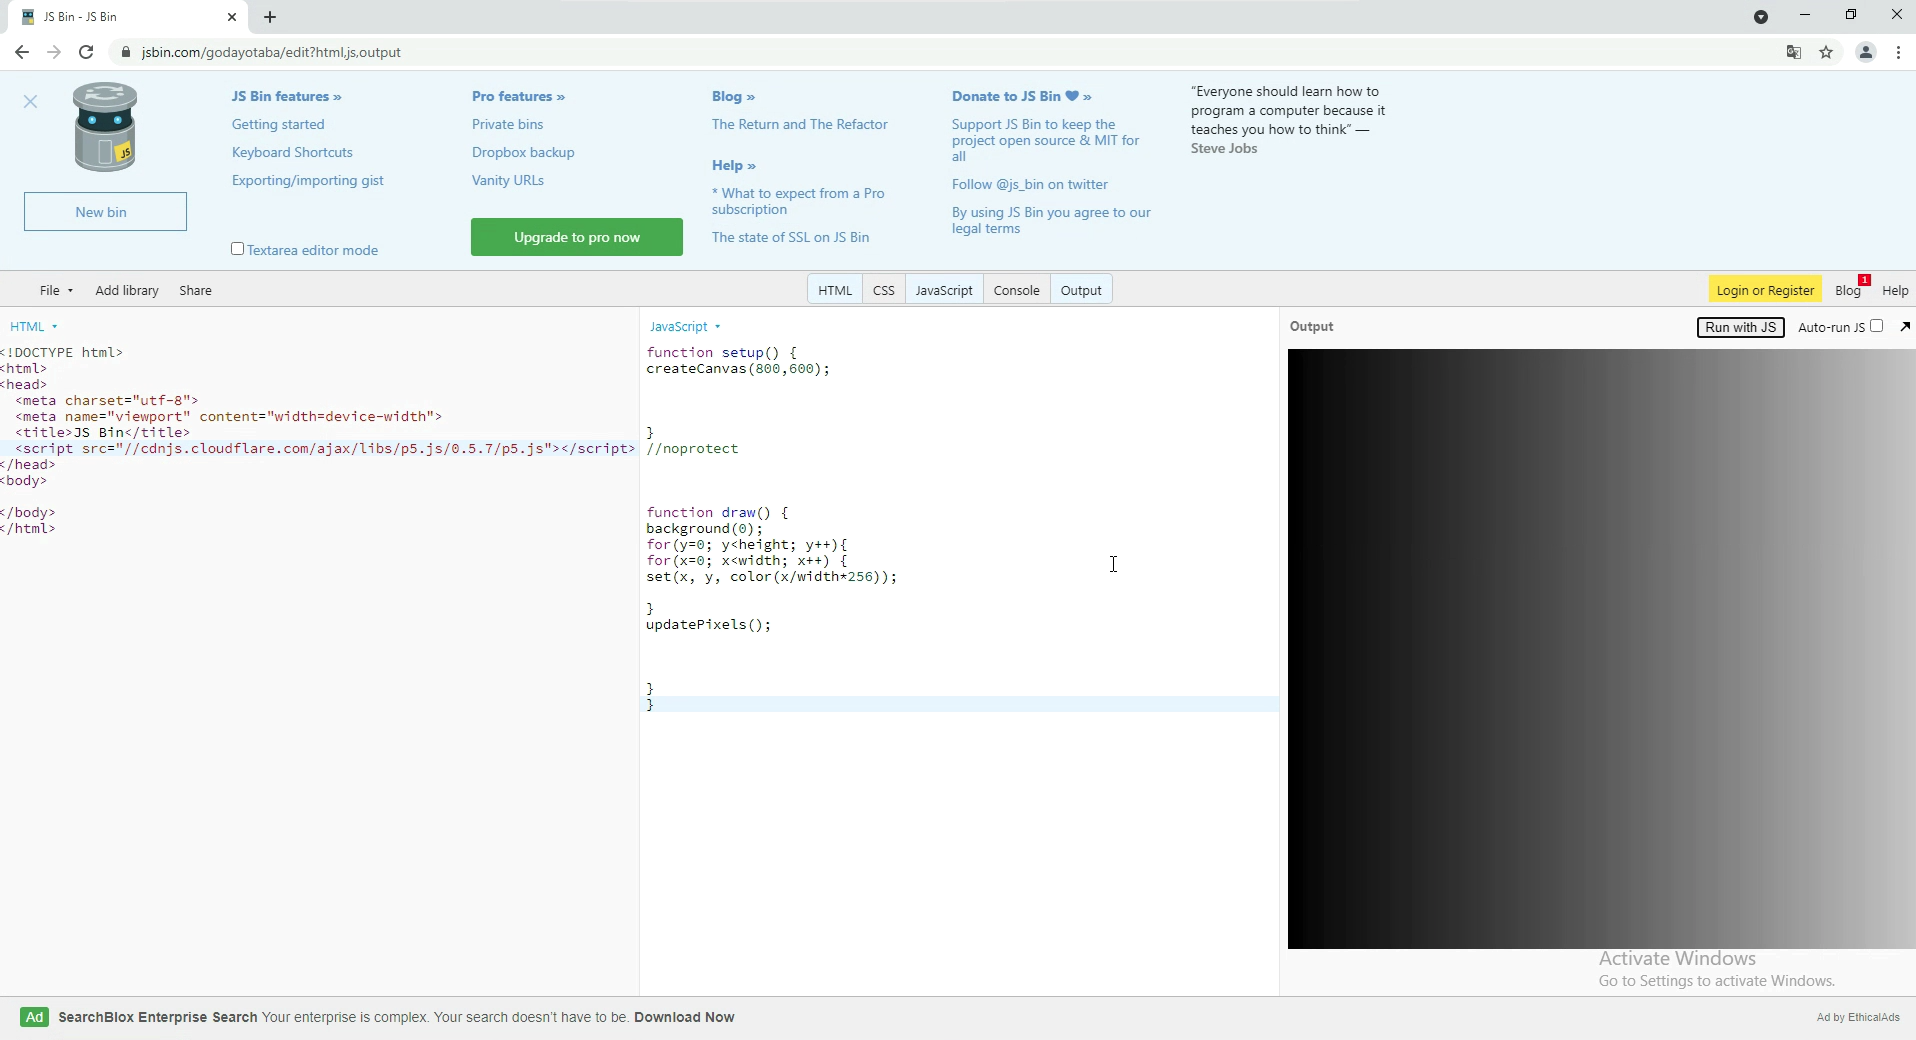 JS Bin - JS Bin
jsbin.com/godayotaba/edit?html,js,output
JS
New bin
JS Bin features »
Getting started
Keyboard Shortcuts
Exporting/importing gist
Textarea editor mode
Pro features »
Private bins
Dropbox backup
Vanity URLs
Upgrade to pro now
Blog »
The Return and The Refactor
Help »
* What to expect from a Pro
subscription
The state of SSL on JS Bin
Donate to JS Bin ♥ »
Support JS Bin to keep the
project open source & MIT for
all
Follow @js_bin on twitter
By using JS Bin you agree to our
legal terms
“Everyone should learn how to
program a computer because it
teaches you how to think” —
Steve Jobs
File
Add library
Share
HTML
CSS
JavaScript
Console
Output
Login or Register
Blog
1
Help
HTML
<!DOCTYPE html>
<html>
<head>
<meta charset="utf-8">
<meta name="viewport" content="width=device-width">
<title>JS Bin</title>
<script src="//cdnjs.cloudflare.com/ajax/libs/p5.js/0.5.7/p5.js"></script>
</head>
<body>
</body>
</html>
JavaScript
function setup() {
createCanvas(800,600);
}
//noprotect
function draw() {
background(0);
for(y=0; y<height; y++){
for(x=0; x<width; x++) {
set(x, y, color(x/width*256));
}
updatePixels();
}
}
Output
Run with JS
Auto-run JS
Activate Windows
Go to Settings to activate Windows.
Ad
SearchBlox Enterprise Search Your enterprise is complex. Your search doesn't have to be. Download Now
Ad by EthicalAds